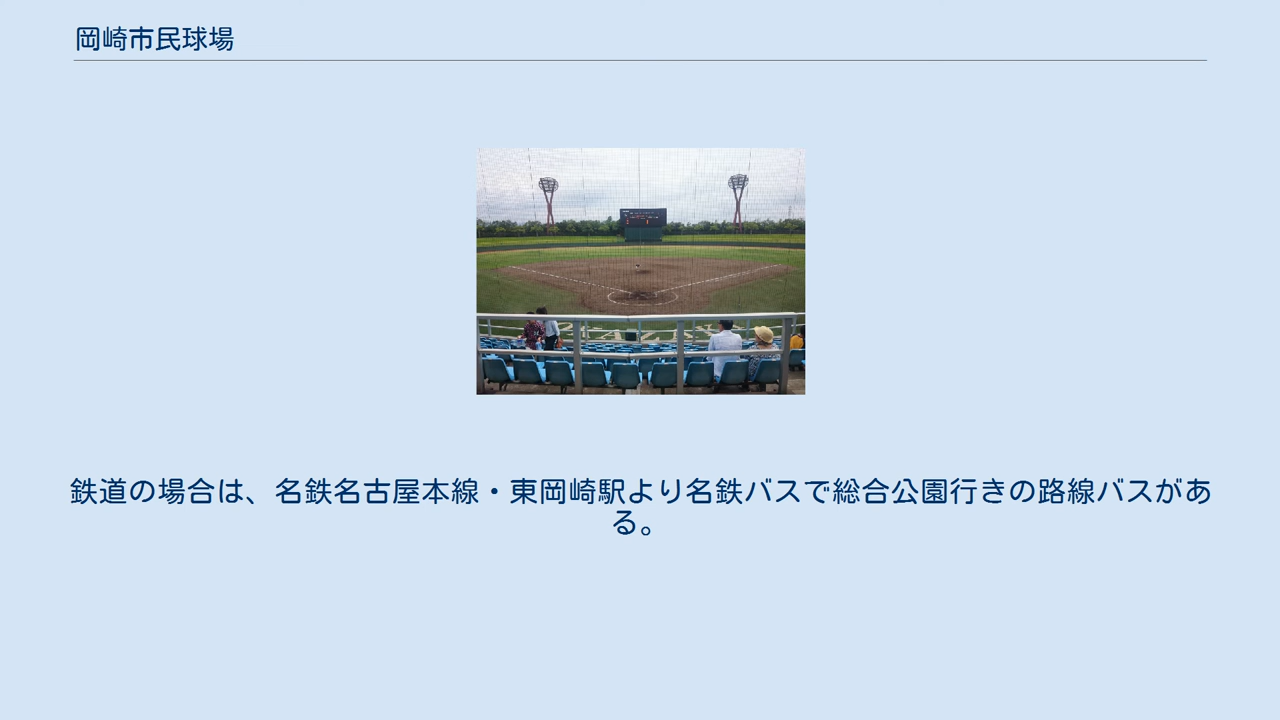 岡崎市民球場
鉄道の場合は、名鉄名古屋本線・東岡崎駅より名鉄バスで総合公園行きの路線バスがあ
る。